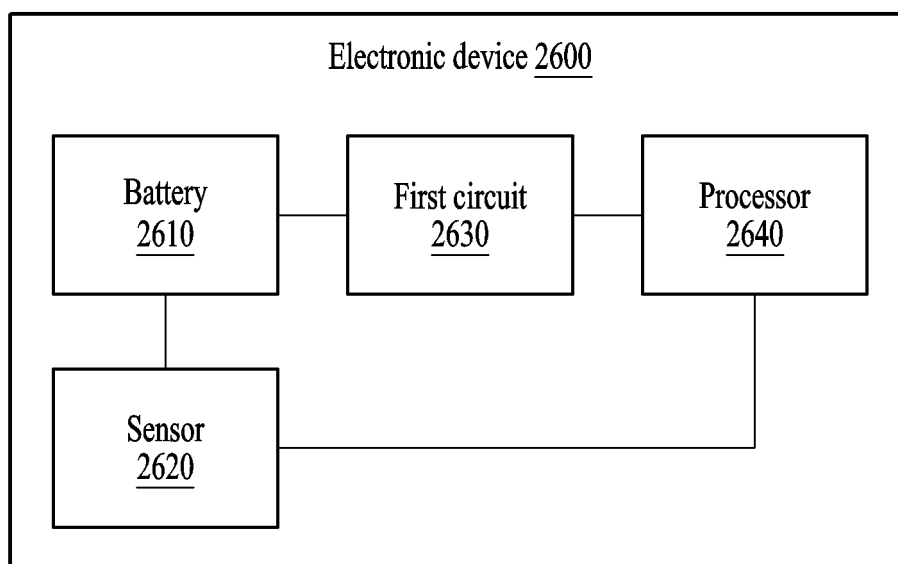 Electronic device 2600
Battery
2610
First circuit
2630
Processor
2640
Sensor
2620